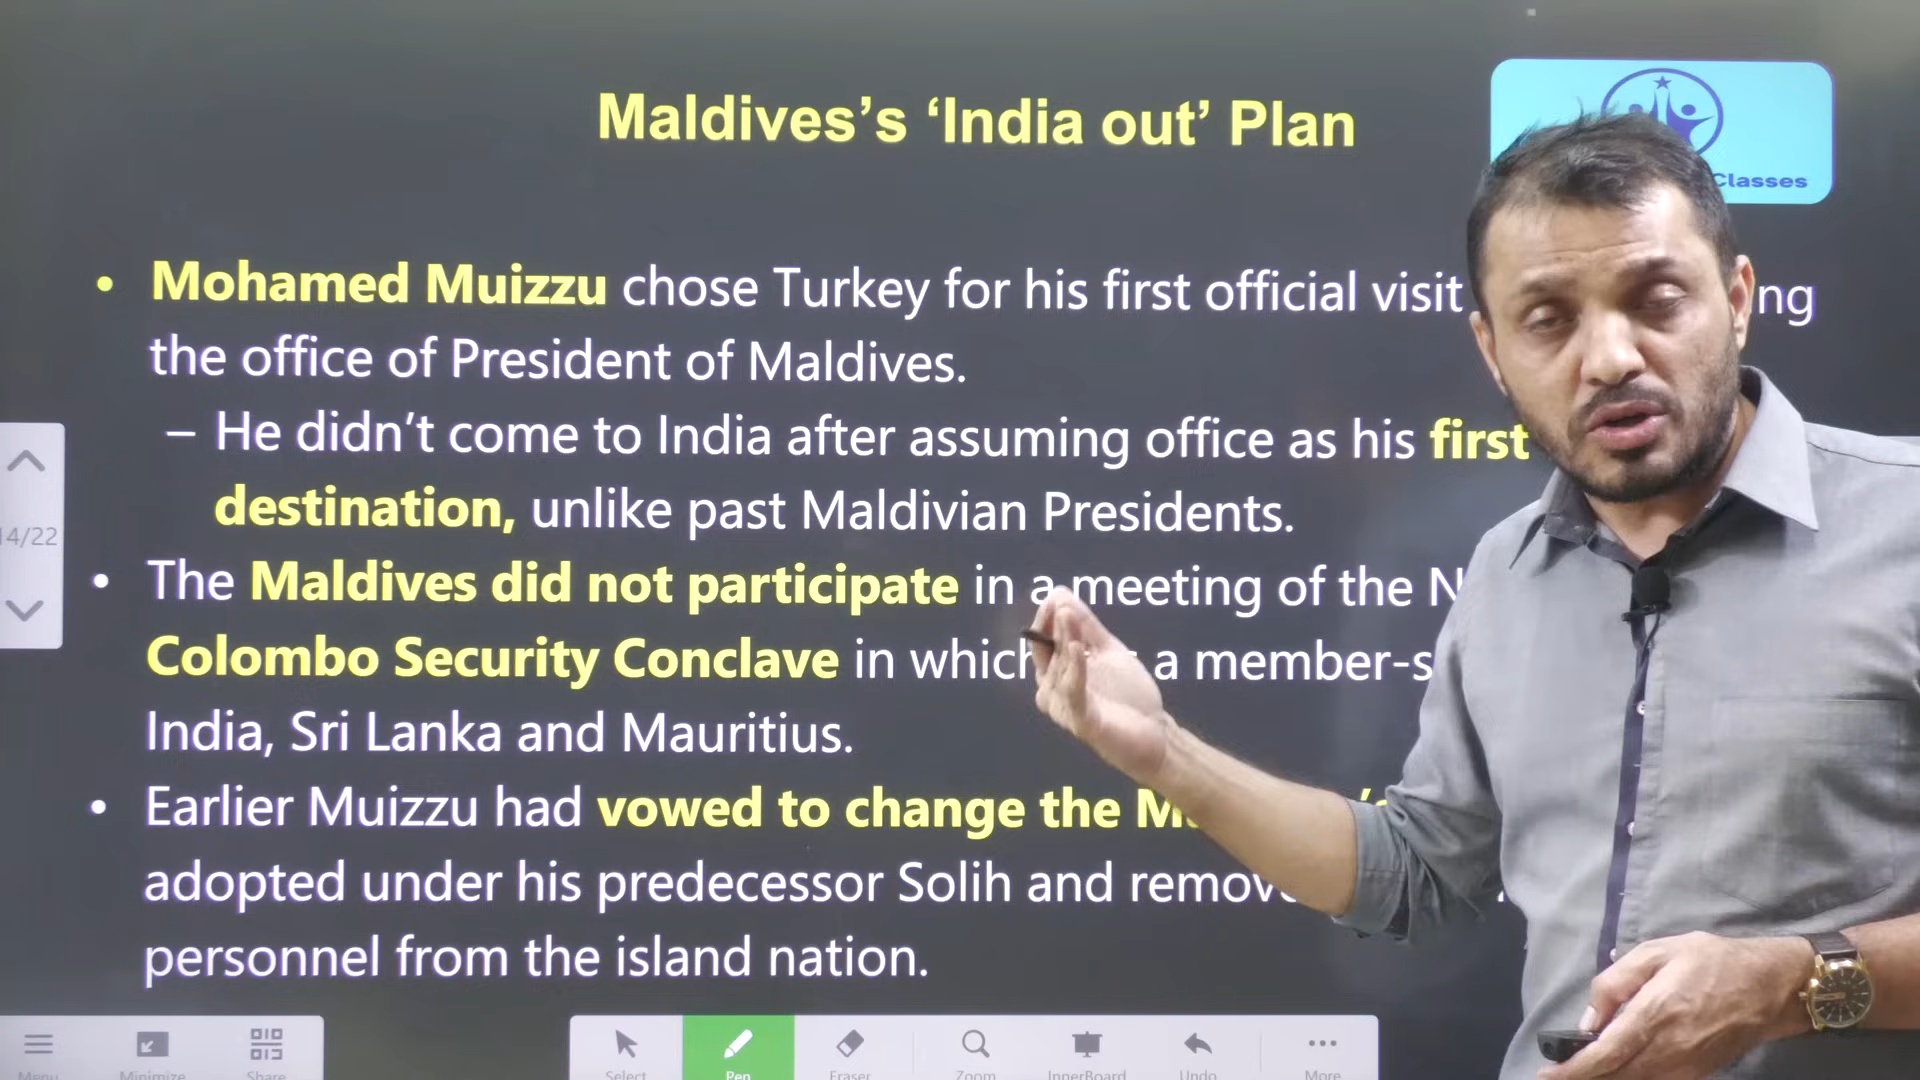 Maldives's ‘India out’ Plan
Classes
• Mohamed Muizzu chose Turkey for his first official visit
the office of President of Maldives.
– He didn’t come to India after assuming office as his first
destination, unlike past Maldivian Presidents.
• The Maldives did not participate in a meeting of the
Colombo Security Conclave in which a
India, Sri Lanka and Mauritius.
• Earlier Muizzu had vowed to change the
adopted under his predecessor Solih and
personnel from the island nation.
14/22
Menu Minimize Share Select Pen Eraser Zoom InnerBoard Undo More